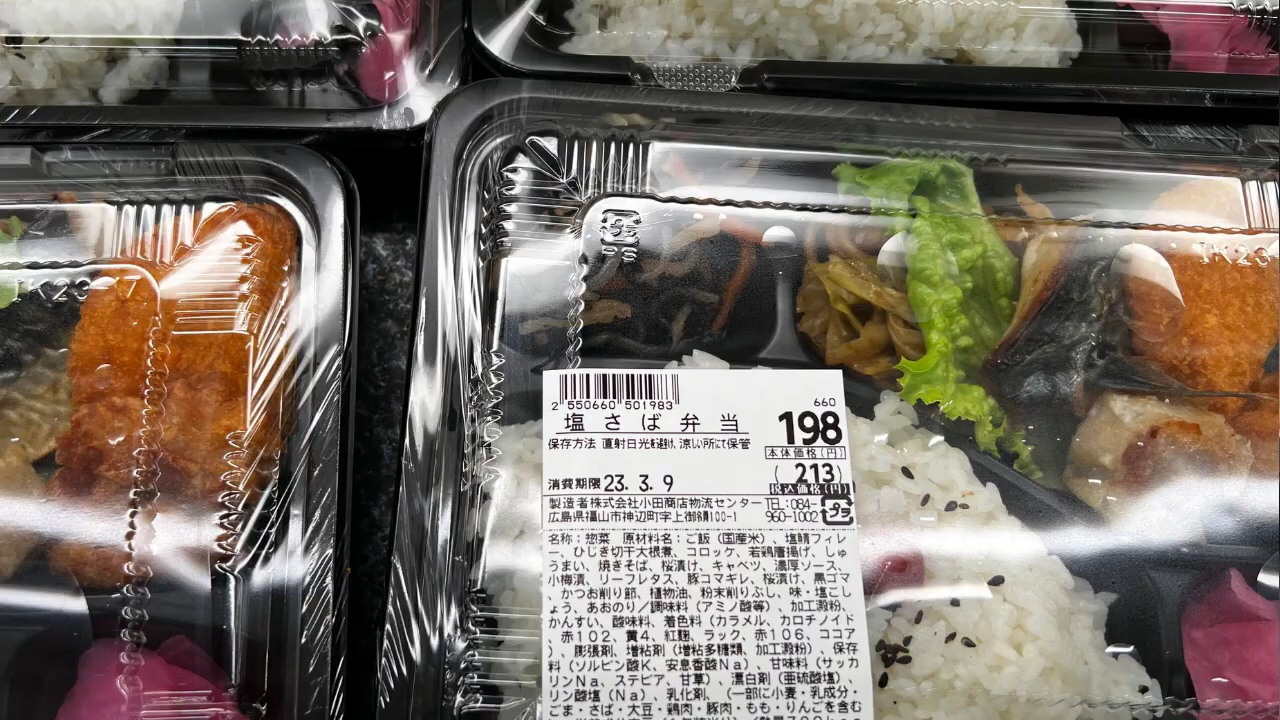 TK23-7
PS
TK23-
2 550660 501983
660
塩さば弁当
198
保存方法 直射日光を避け、涼しい所にて保管
本体価格(円)
(213)
消費期限 23. 3. 9
税込価格(円)
製造者株式会社小田商店物流センター TEL:084-
広島県福山市神辺町字上御領100-1 960-1002
プラ
名称:惣菜 原材料名:ご飯(国産米)、塩鯖フィレ
ー、ひじき切干大根煮、コロッケ、若鶏唐揚げ、しゅ
うまい、焼きそば、桜漬け、キャベツ、濃厚ソース、
小梅漬、リーフレタス、豚コマギレ、桜漬け、黒ゴマ
、かつお削り節、植物油、粉末削りぶし、味・塩こし
ょう、あおのり/調味料(アミノ酸等)、加工澱粉、
かんすい、酸味料、着色料(カラメル、カロチノイド
、赤102、黄4、紅麹、ラック、赤106、ココア
)、膨張剤、増粘剤(増粘多糖類、加工澱粉)、保存
料(ソルビン酸K、安息香酸Na)、甘味料(サッカ
リンNa、ステビア、甘草)、漂白剤(亜硫酸塩)、
リン酸塩(Na)、乳化剤、(一部に小麦・乳成分・
ごま・さば・大豆・鶏肉・豚肉・もも・りんごを含む